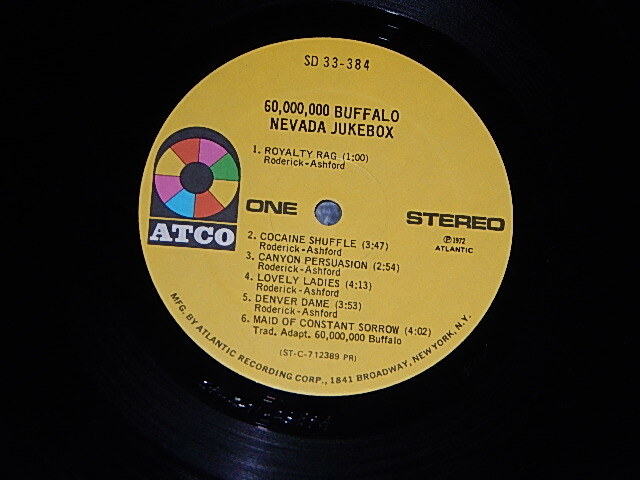 SD 33-384
60,000,000 BUFFALO
NEVADA JUKEBOX
1. ROYALTY RAG (1:00)
Roderick-Ashford
ATCO
ONE
STEREO
℗ 1972
ATLANTIC
2. COCAINE SHUFFLE (3:47)
Roderick-Ashford
3. CANYON PERSUASION (2:54)
Roderick-Ashford
4. LOVELY LADIES (4:13)
Roderick-Ashford
5. DENVER DAME (3:53)
Roderick-Ashford
6. MAID OF CONSTANT SORROW (4:02)
Trad. Adapt. 60,000,000 Buffalo
(ST-C-712389 PR)
MFG. BY ATLANTIC RECORDING CORP., 1841 BROADWAY, NEW YORK, N.Y.